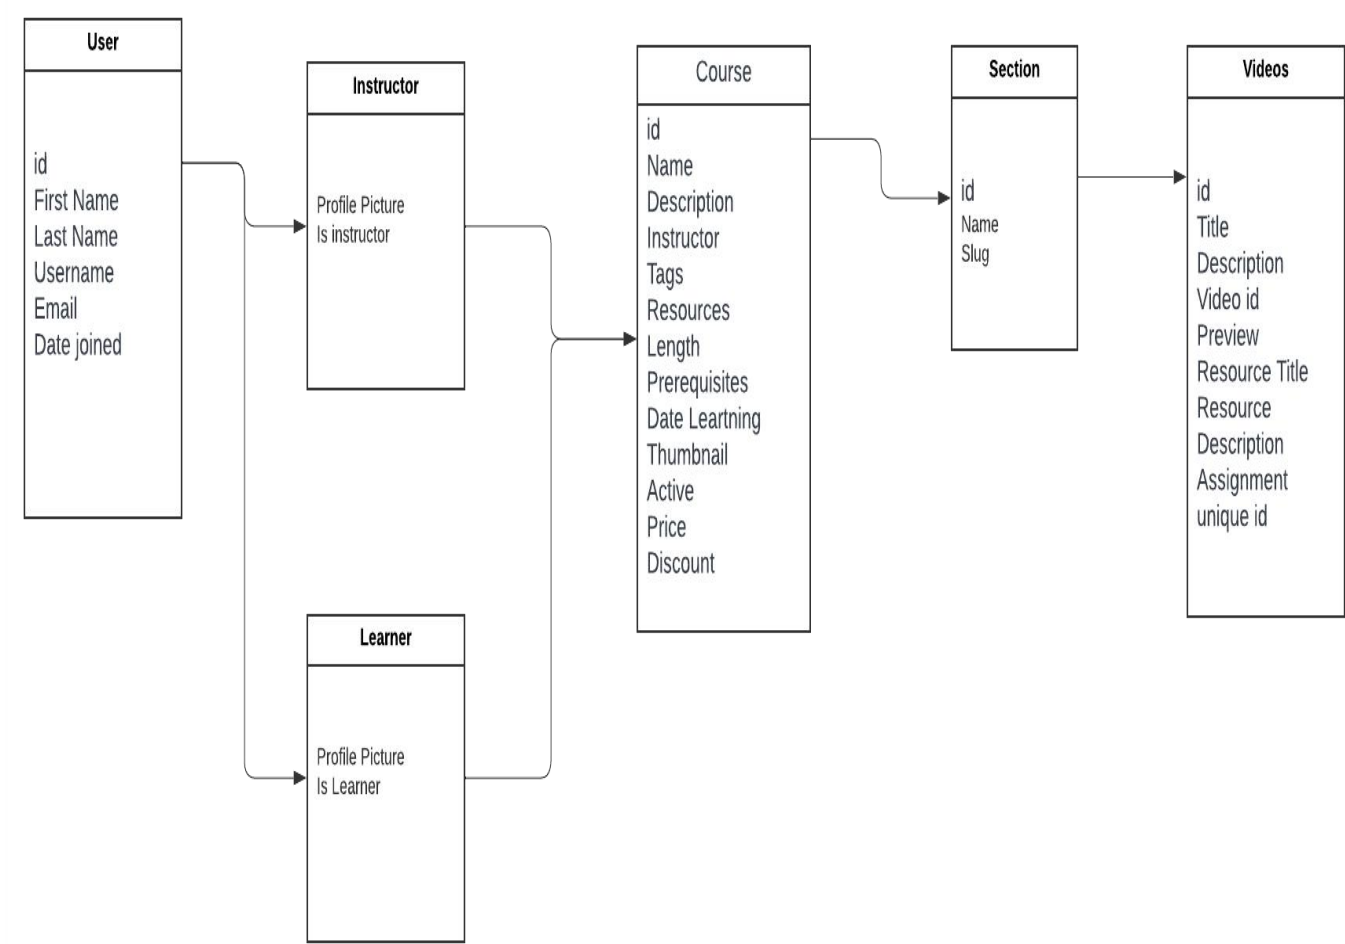 User
id
First Name
Last Name
Username
Email
Date joined
Instructor
Profile Picture
Is instructor
Learner
Profile Picture
Is Learner
Course
id
Name
Description
Instructor
Tags
Resources
Length
Prerequisites
Date Leartning
Thumbnail
Active
Price
Discount
Section
id
Name
Slug
Videos
id
Title
Description
Video id
Preview
Resource Title
Resource
Description
Assignment
unique id